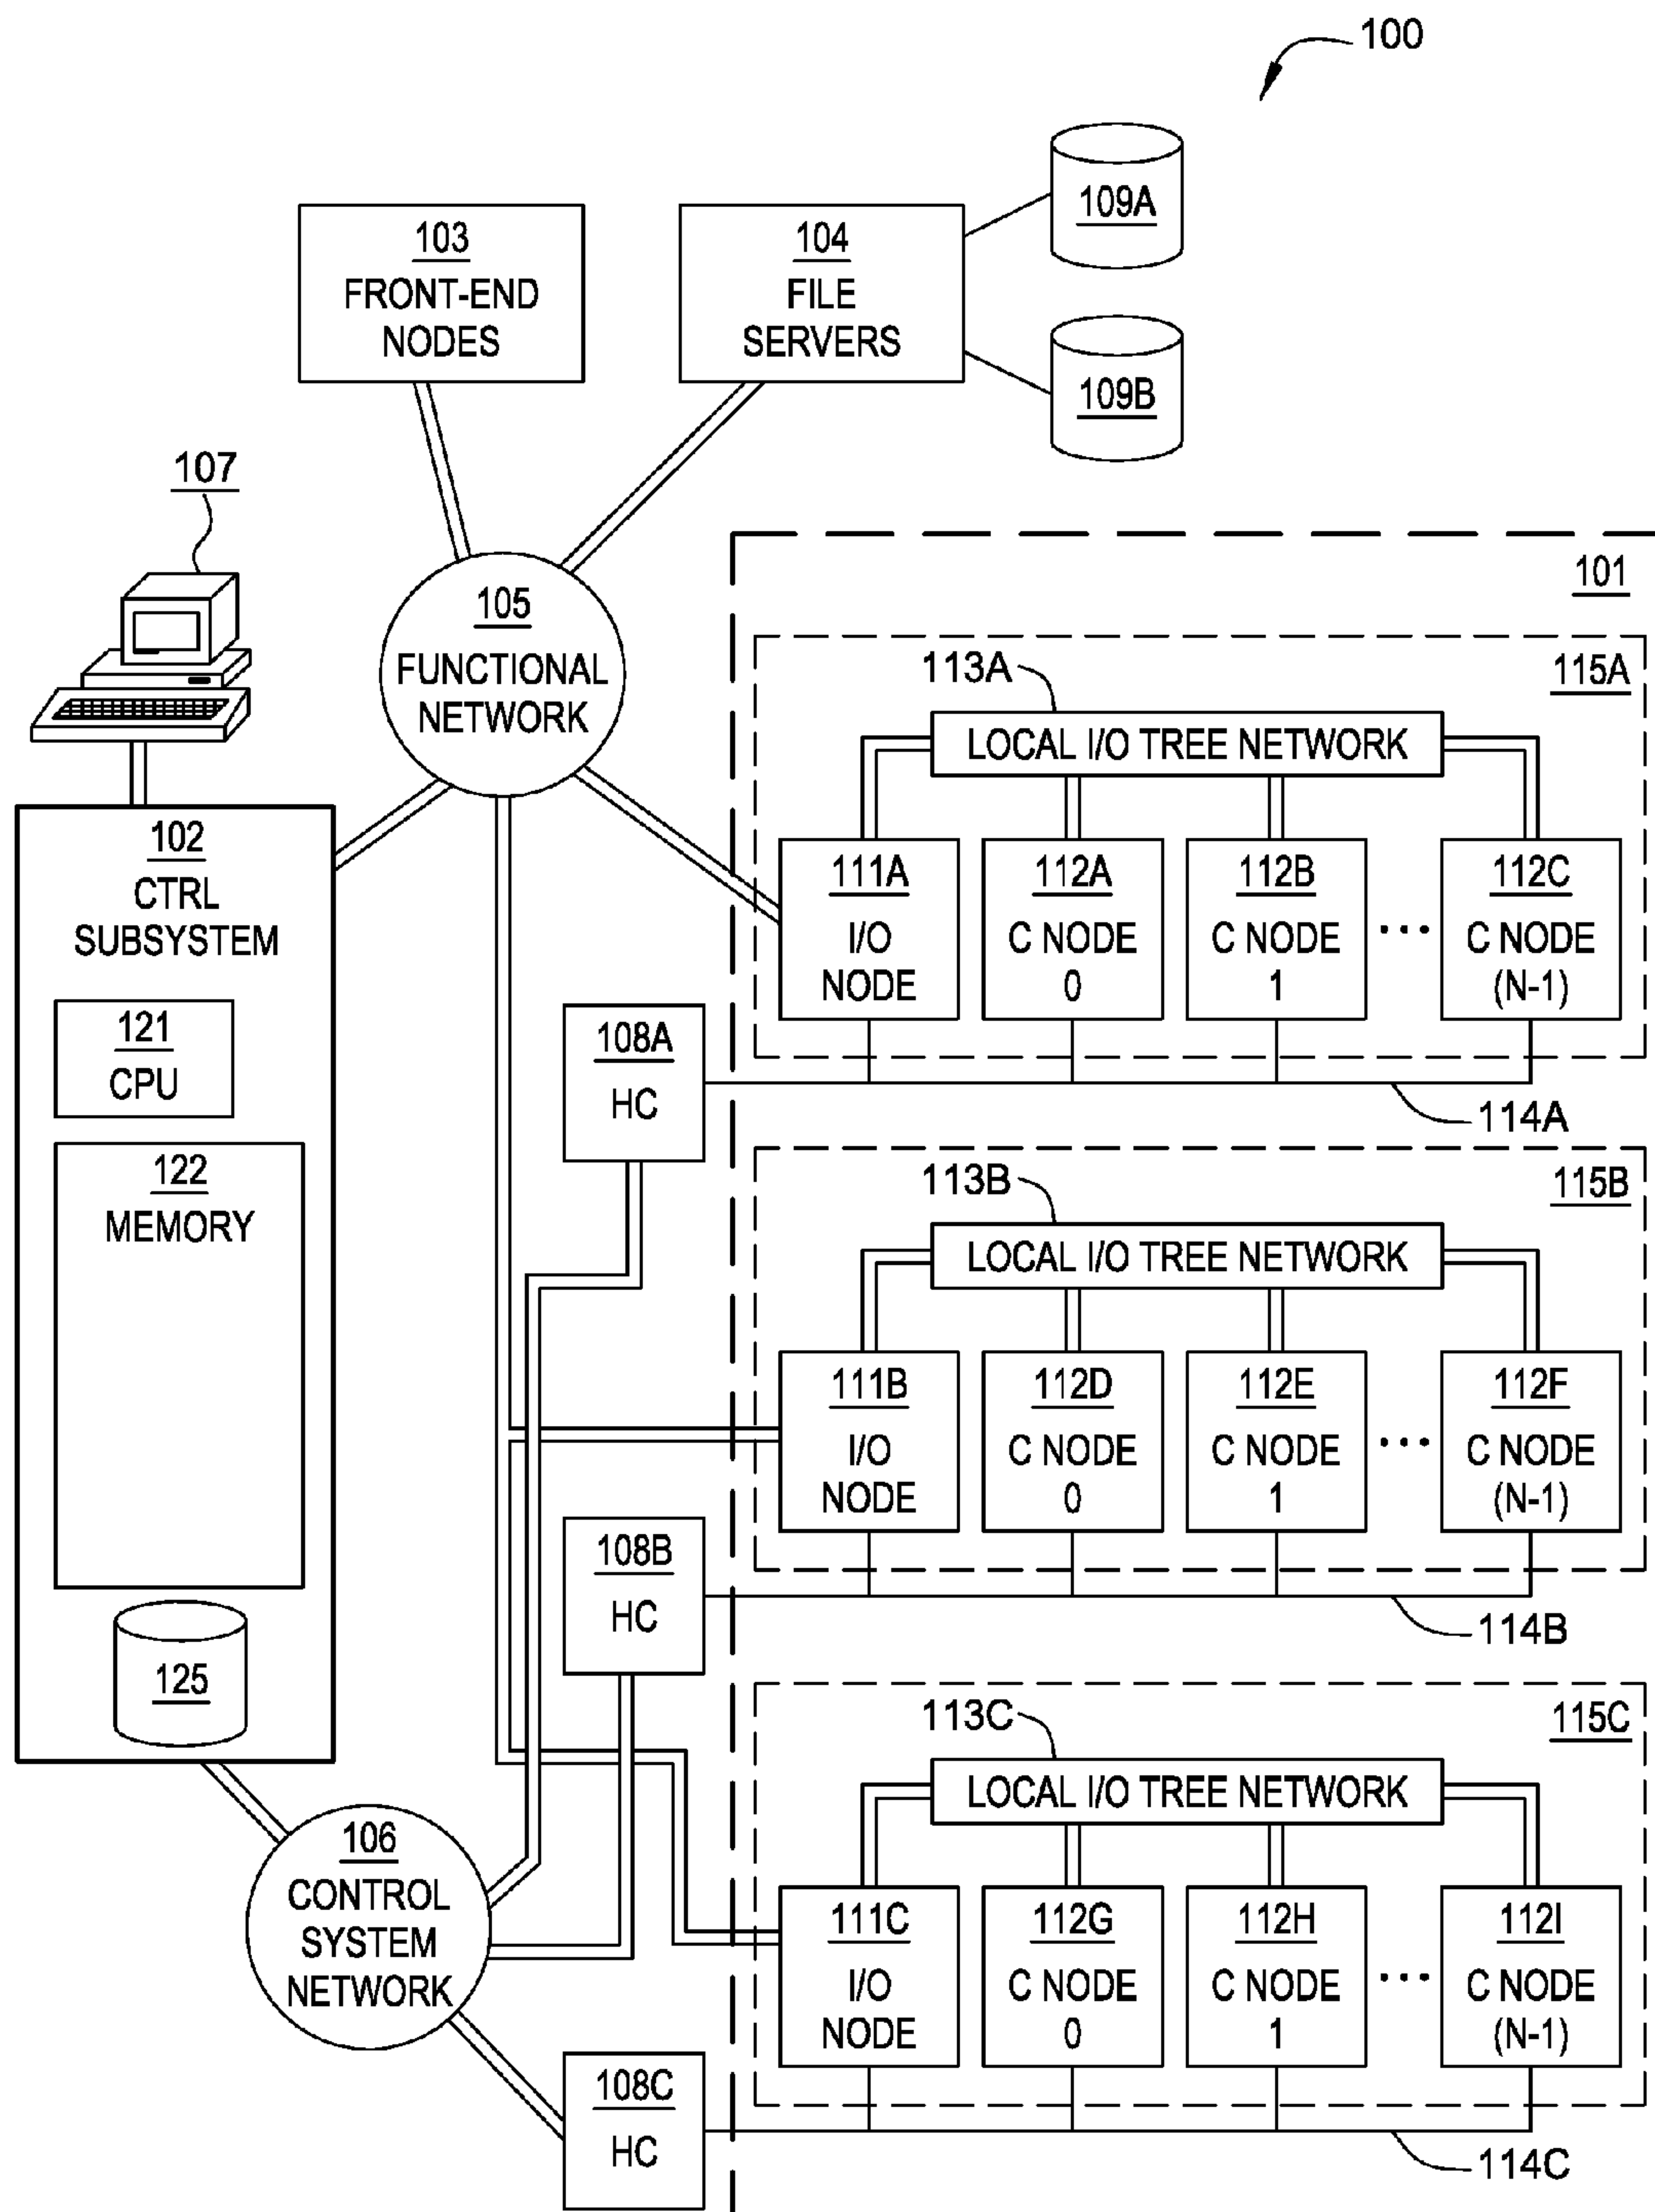 100
109A
109B
103
FRONT-END
NODES
104
FILE
SERVERS
107
105
FUNCTIONAL
NETWORK
101
102
CTRL
SUBSYSTEM
121
CPU
122
MEMORY
125
106
CONTROL
SYSTEM
NETWORK
108A
HC
108B
HC
108C
HC
115A
113A
LOCAL I/O TREE NETWORK
111A
I/O
NODE
112A
C NODE
0
112B
C NODE
1
...
112C
C NODE
(N-1)
114A
115B
113B
LOCAL I/O TREE NETWORK
111B
I/O
NODE
112D
C NODE
0
112E
C NODE
1
...
112F
C NODE
(N-1)
114B
115C
113C
LOCAL I/O TREE NETWORK
111C
I/O
NODE
112G
C NODE
0
112H
C NODE
1
...
112I
C NODE
(N-1)
114C